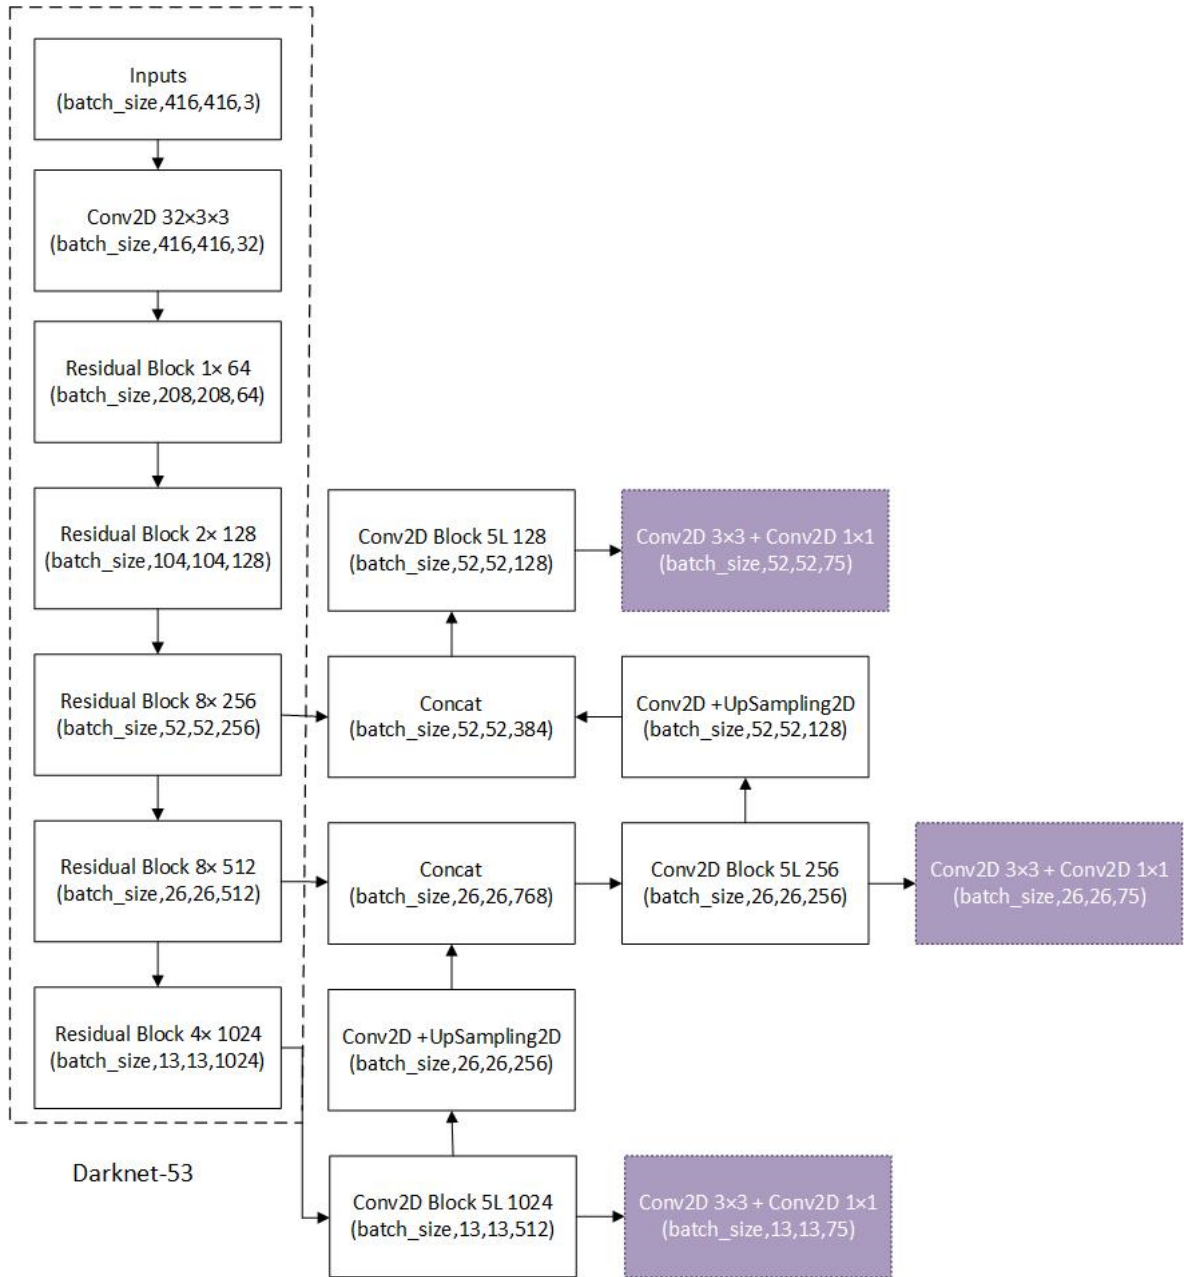 Inputs
(batch_size,416,416,3)
Conv2D 32×3×3
(batch_size,416,416,32)
Residual Block 1× 64
(batch_size,208,208,64)
Residual Block 2× 128
(batch_size,104,104,128)
Residual Block 8× 256
(batch_size,52,52,256)
Residual Block 8× 512
(batch_size,26,26,512)
Residual Block 4× 1024
(batch_size,13,13,1024)
Darknet-53
Conv2D Block 5L 128
(batch_size,52,52,128)
Conv2D 3×3 + Conv2D 1×1
(batch_size,52,52,75)
Concat
(batch_size,52,52,384)
Conv2D +UpSampling2D
(batch_size,52,52,128)
Concat
(batch_size,26,26,768)
Conv2D Block 5L 256
(batch_size,26,26,256)
Conv2D 3×3 + Conv2D 1×1
(batch_size,26,26,75)
Conv2D +UpSampling2D
(batch_size,26,26,256)
Conv2D Block 5L 1024
(batch_size,13,13,512)
Conv2D 3×3 + Conv2D 1×1
(batch_size,13,13,75)